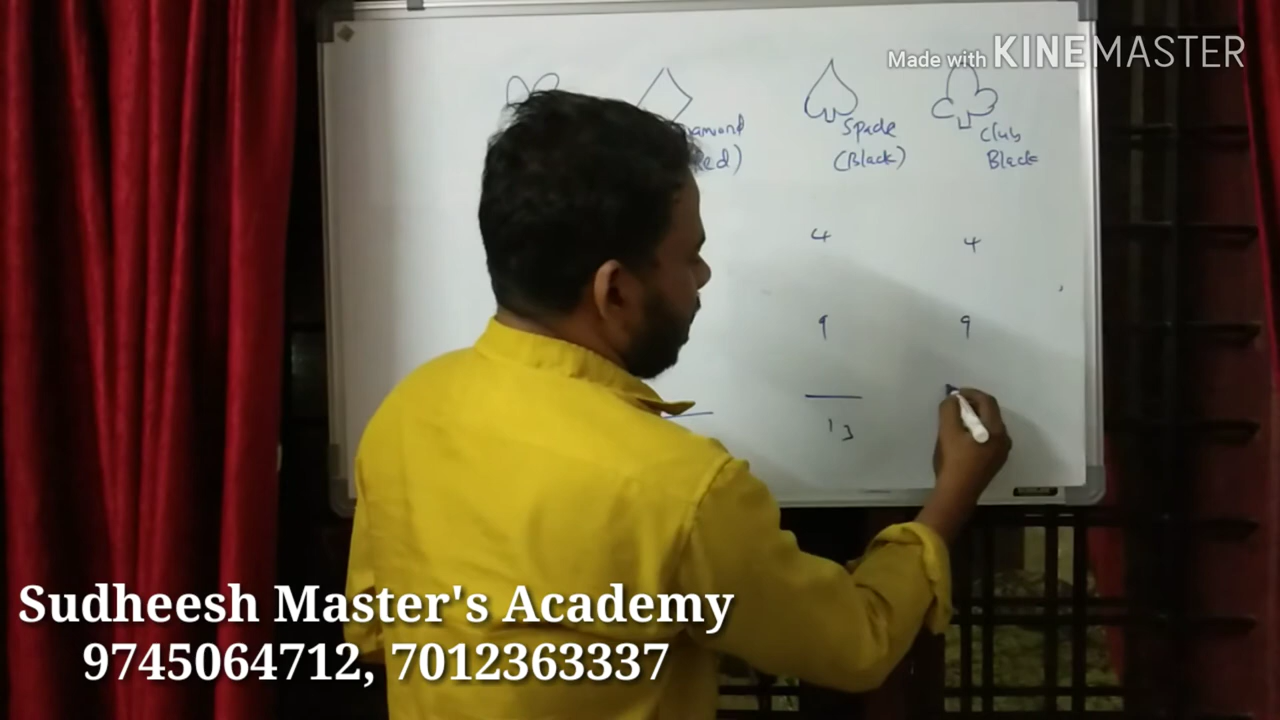 Made with KINEMASTER
Spade
(Black)
Club
Black
4 4
9 9
13
Sudheesh Master's Academy
9745064712, 7012363337